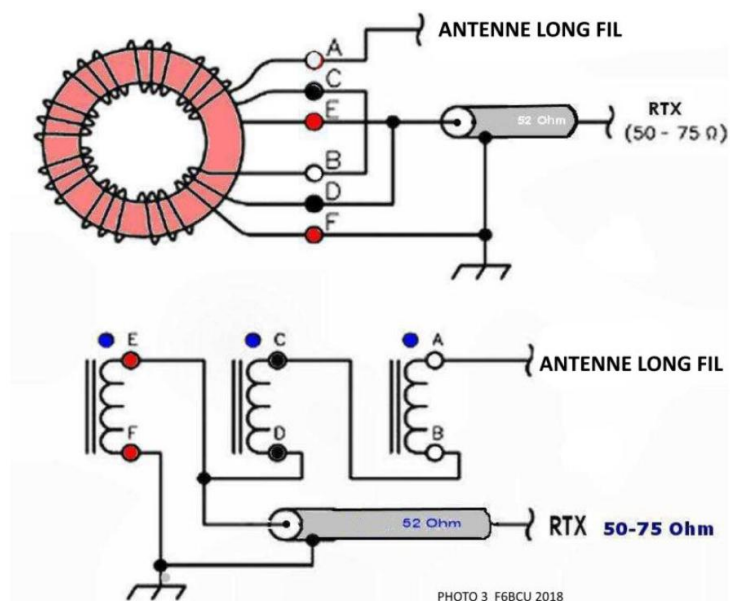 A
ANTENNE LONG FIL
C
E
52 Ohm
RTX
(50 - 75 Ω)
B
D
F
E
C
A
ANTENNE LONG FIL
F
D
B
52 Ohm
RTX 50-75 Ohm
PHOTO 3 F6BCU 2018